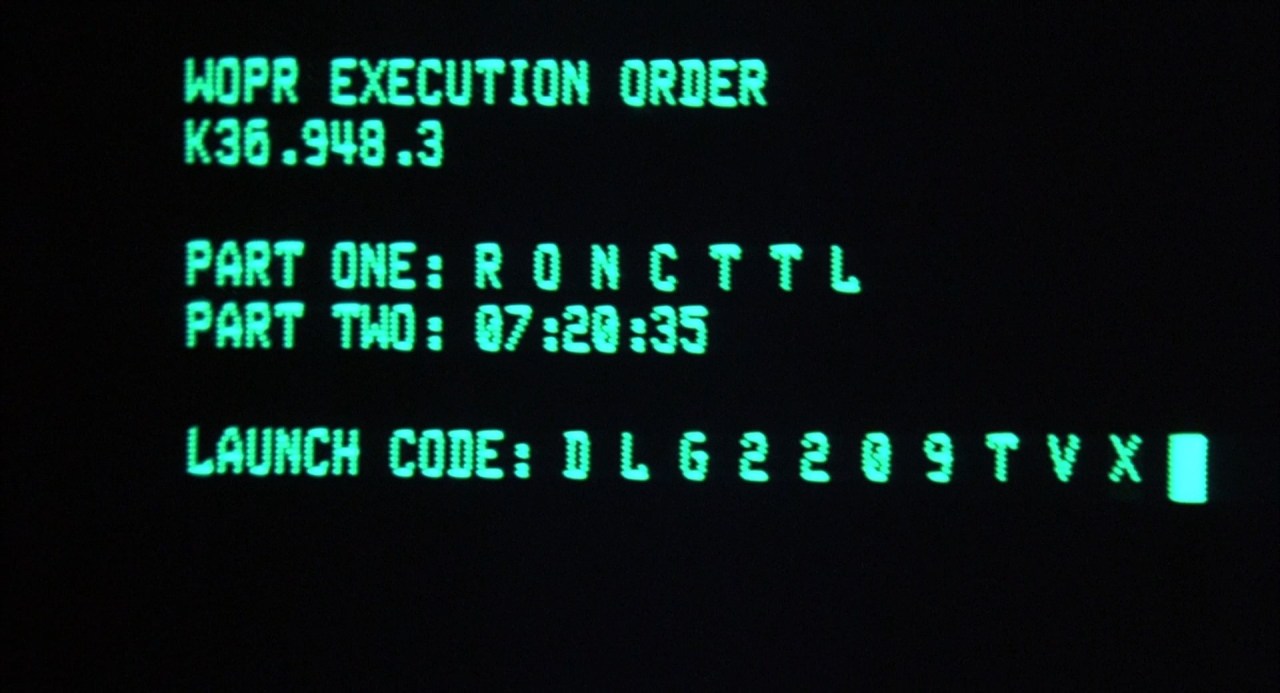 WOPR EXECUTION ORDER
K36.948.3
PART ONE: R O N C T T L
PART TWO: 07:20:35
LAUNCH CODE: D L G 2 2 0 9 T V X